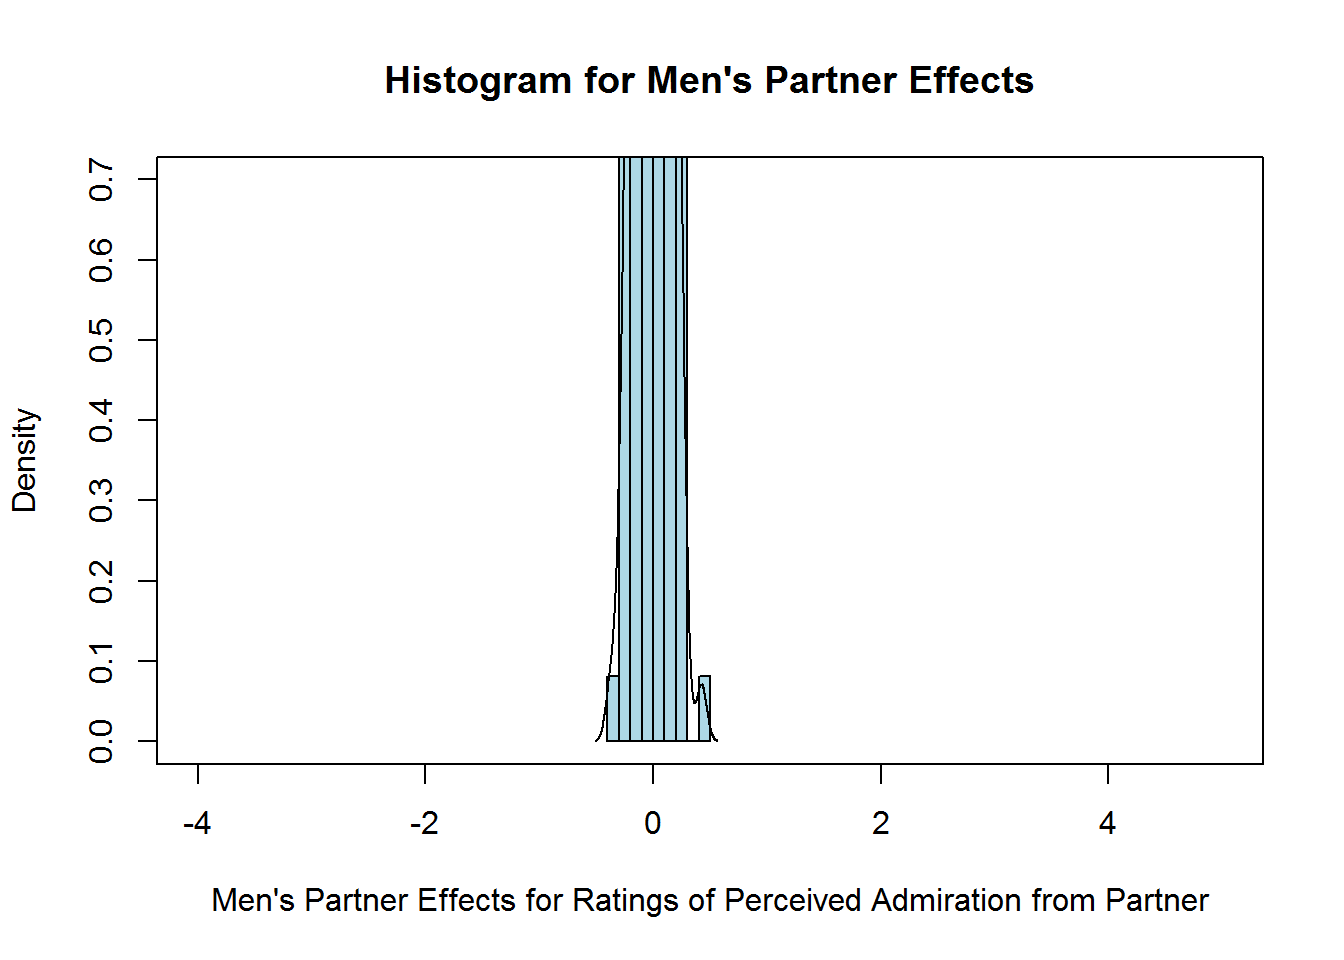 Histogram for Men's Partner Effects
Density
0.7
0.6
0.5
0.4
0.3
0.2
0.1
0.0
-4 -2 0 2 4
Men's Partner Effects for Ratings of Perceived Admiration from Partner